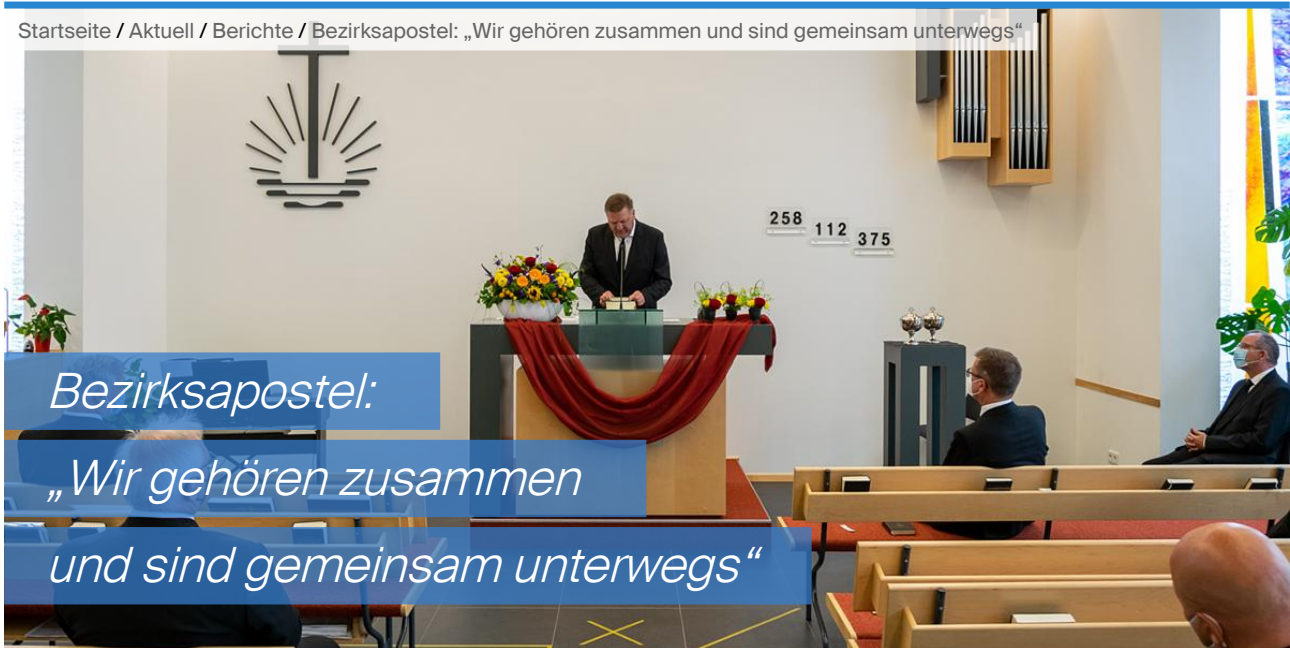 Startseite / Aktuell / Berichte / Bezirksapostel: „Wir gehören zusammen und sind gemeinsam unterwegs“
258
112
375
Bezirksapostel:
„Wir gehören zusammen
und sind gemeinsam unterwegs“